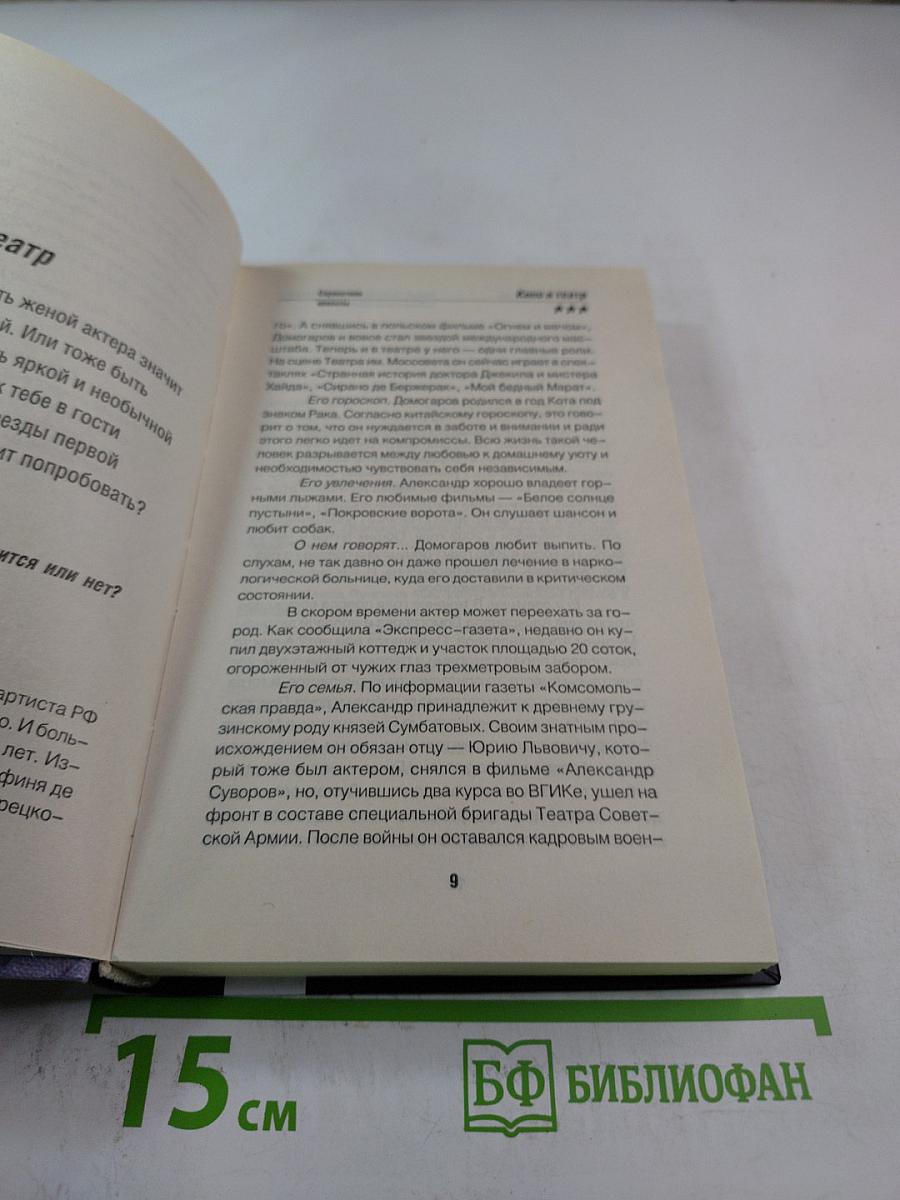 еатр
ть женой актера значит
й. Или тоже быть
ь яркой и необычной
к тебе в гости
везды первой
ит попробовать?
ится или нет?
артиста РФ
о. И боль–
лет. Из–
финя де
рецко–
Справочник
Кино и театр
го». А снявшись в польском фильме «Огнем и мечом»,
Домогаров и вовсе стал звездой международного мас–
штаба. Теперь и в театре у него — одни главные роли.
На сцене Театра им. Моссовета он сейчас играет в спек–
таклях «Странная история доктора Джекила и мистера
Хайда», «Сирано де Бержерак», «Мой бедный Марат».
Его гороскоп. Домогаров родился в год Кота под
знаком Рака. Согласно китайскому гороскопу, это гово–
рит о том, что он нуждается в заботе и внимании и ради
этого легко идет на компромиссы. Всю жизнь такой че–
ловек разрывается между любовью к домашнему уюту и
необходимостью чувствовать себя независимым.
Его увлечения. Александр хорошо владеет гор–
ными лыжами. Его любимые фильмы — «Белое солнце
пустыни», «Покровские ворота». Он слушает шансон и
любит собак.
О нем говорят... Домогаров любит выпить. По
слухам, не так давно он даже прошел лечение в нарко–
логической больнице, куда его доставили в критическом
состоянии.
В скором времени актер может переехать за го–
род. Как сообщила «Экспресс–газета», недавно он ку–
пил двухэтажный коттедж и участок площадью 20 соток,
огороженный от чужих глаз трехметровым забором.
Его семья. По информации газеты «Комсомоль–
ская правда», Александр принадлежит к древнему гру–
зинскому роду князей Сумбатовых. Своим знатным про–
исхождением он обязан отцу — Юрию Львовичу, кото–
рый тоже был актером, снялся в фильме «Александр
Суворов», но, отучившись два курса во ВГИКе, ушел на
фронт в составе специальной бригады Театра Совет–
ской Армии. После войны он оставался кадровым воен–
9
15 см
БФ БИБЛИОФАН